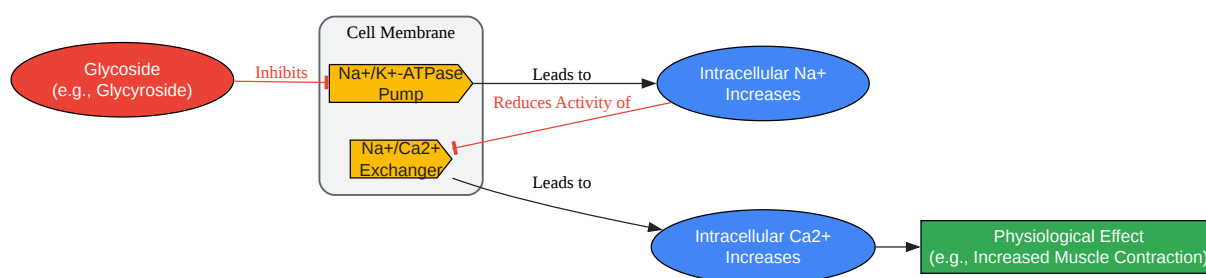 Cell Membrane
Glycoside
(e.g., Glycyroside)
Inhibits
Na+/K+-ATPase
Pump
Leads to
Intracellular Na+
Increases
Reduces Activity of
Na+/Ca2+
Exchanger
Leads to
Intracellular Ca2+
Increases
Physiological Effect
(e.g., Increased Muscle Contraction)